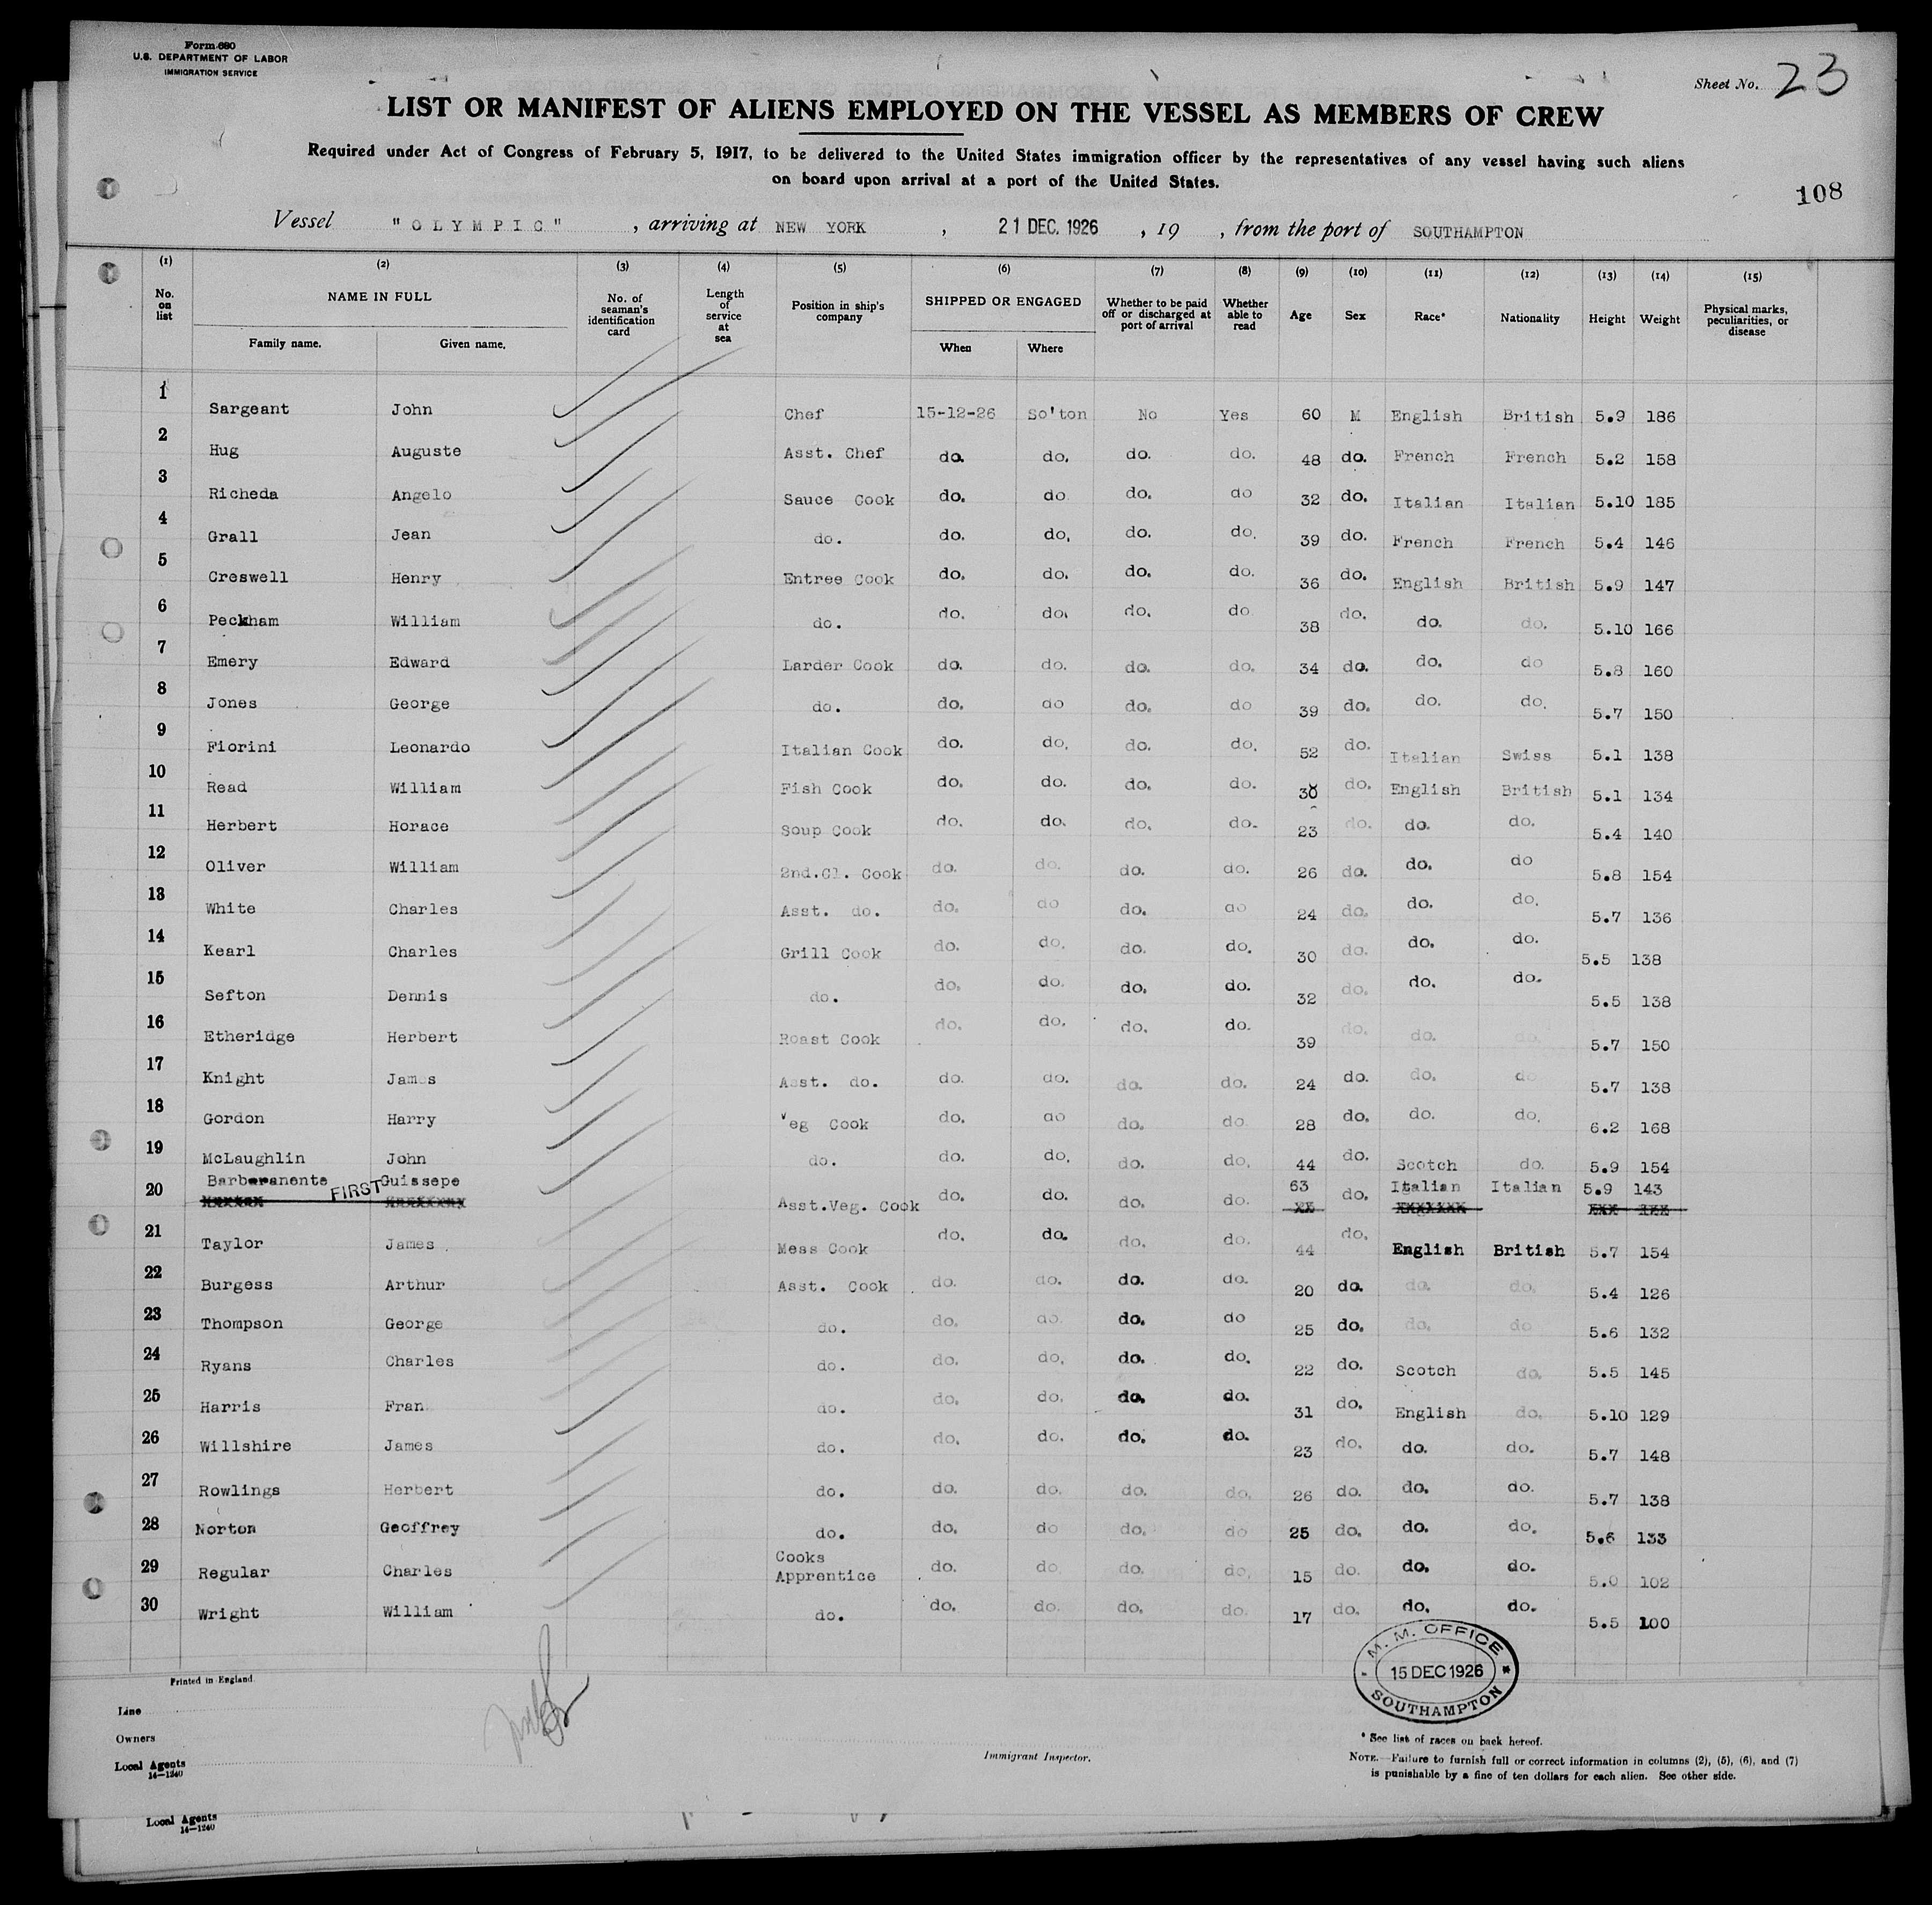 Form 680
U.S. DEPARTMENT OF LABOR
IMMIGRATION SERVICE
Sheet No. 23
LIST OR MANIFEST OF ALIENS EMPLOYED ON THE VESSEL AS MEMBERS OF CREW
Required under Act of Congress of February 5, 1917, to be delivered to the United States immigration officer by the representatives of any vessel having such aliens
on board upon arrival at a port of the United States.
108
Vessel "OLYMPIC", arriving at NEW YORK, 21 DEC. 1926, 19 , from the port of SOUTHAMPTON
(1) (2) (3) (4) (5) (6) (7) (8) (9) (10) (11) (12) (13) (14) (15)
No. on list NAME IN FULL No. of seaman's identification card Length of service at sea Position in ship's company SHIPPED OR ENGAGED Whether to be paid off or discharged at port of arrival Whether able to read Age Sex Race* Nationality Height Weight Physical marks, peculiarities, or disease
Family name. Given name. When Where
1 Sargeant John Chef 15-12-26 So'ton No Yes 60 M English British 5.9 186
2 Hug Auguste Asst. Chef do. do. do. do. 48 do. French French 5.2 158
3 Richeda Angelo Sauce Cook do. do do. do 32 do. Italian Italian 5.10 185
4 Grall Jean do. do. do. do. do. 39 do. French French 5.4 146
5 Creswell Henry Entree Cook do. do. do. do. 36 do. English British 5.9 147
6 Peckham William do. do. do. do. do 38 do. do. do. 5.10 166
7 Emery Edward Larder Cook do. do. do. do. 34 do. do. do 5.8 160
8 Jones George do. do. do do. do 39 do. do. do. 5.7 150
9 Fiorini Leonardo Italian Cook do. do. do. do. 52 do. Italian Swiss 5.1 138
10 Read William Fish Cook do. do. do. do. 30 do. English British 5.1 134
11 Herbert Horace Soup Cook do. do. do. do. 23 do. do. do. 5.4 140
12 Oliver William 2nd.Cl. Cook do. do. do. do. 26 do. do. do 5.8 154
13 White Charles Asst. do. do. do do. do 24 do. do. do. 5.7 136
14 Kearl Charles Grill Cook do. do. do. do. 30 do. do. do. 5.5 138
15 Sefton Dennis do. do. do. do. do. 32 do. do. do. 5.5 138
16 Etheridge Herbert Roast Cook do. do. do. do. 39 do. do. do. 5.7 150
17 Knight James Asst. do. do. do. do. do. 24 do. do. do 5.7 138
18 Gordon Harry Veg Cook do. do do. do 28 do. do. do. 6.2 168
19 McLaughlin John do. do. do. do. do. 44 do. Scotch do. 5.9 154
Barberanente FIRST Guissepe 63 Italian Italian 5.9 143
20 Asst.Veg. Cook do. do. do. do. do.
21 Taylor James Mess Cook do. do. do. do. 44 do. English British 5.7 154
22 Burgess Arthur Asst. Cook do. do. do. do. 20 do. do. do. 5.4 126
23 Thompson George do. do. do. do. do 25 do. do. do 5.6 132
24 Ryans Charles do. do. do. do. do. 22 do. Scotch do. 5.5 145
25 Harris Fran do. do. do. do. do. 31 do. English do. 5.10 129
26 Willshire James do. do. do. do. do. 23 do. do. do. 5.7 148
27 Rowlings Herbert do. do. do. do. do. 26 do. do. do. 5.7 138
28 Norton Geoffrey do. do. do do. do 25 do. do. do. 5.6 133
29 Regular Charles Cooks Apprentice do. do do. do. 15 do. do. do. 5.0 102
30 Wright William do. do. do. do. do. 17 do. do. do. 5.5 100
M. M. OFFICE
15 DEC 1926
SOUTHAMPTON
Printed in England.
Line
Owners
Local Agents
14—1240
Immigrant Inspector.
* See list of races on back hereof.
NOTE.—Failure to furnish full or correct information in columns (2), (5), (6), and (7)
is punishable by a fine of ten dollars for each alien. See other side.
Local Agents
14—1240